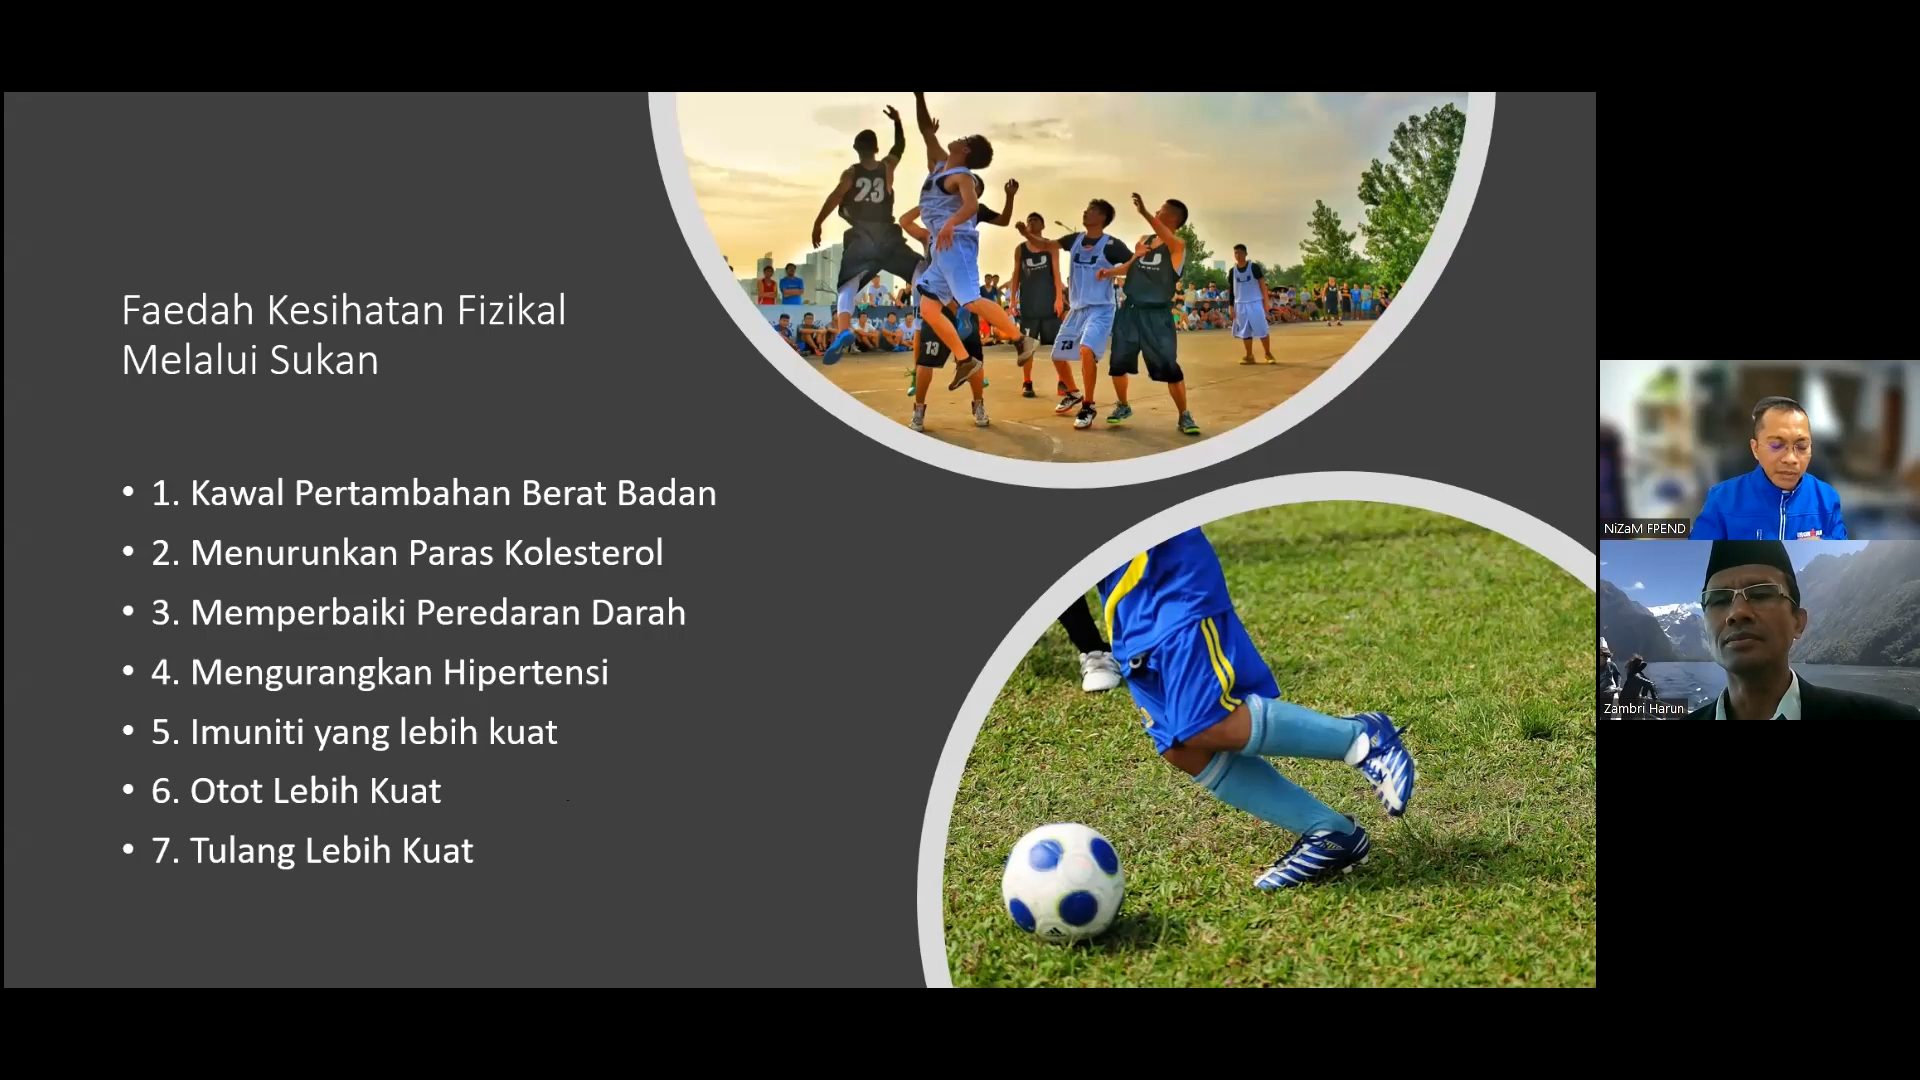 Faedah Kesihatan Fizikal
Melalui Sukan
• 1. Kawal Pertambahan Berat Badan
• 2. Menurunkan Paras Kolesterol
• 3. Memperbaiki Peredaran Darah
• 4. Mengurangkan Hipertensi
• 5. Imuniti yang lebih kuat
• 6. Otot Lebih Kuat
• 7. Tulang Lebih Kuat
23
13
13
NiZaM FPEND
Zambri Harun